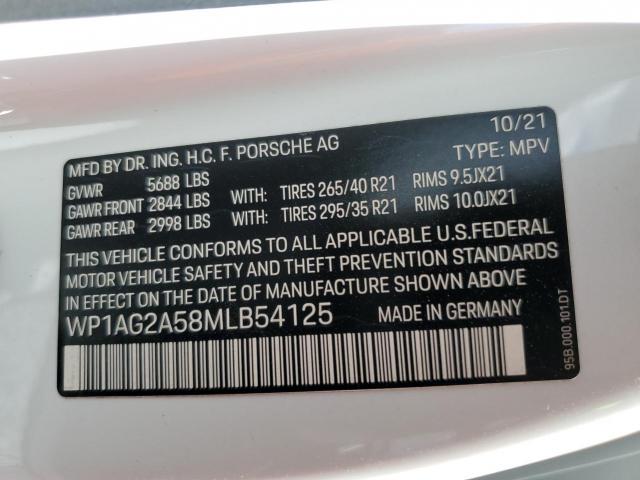 10/21
MFD BY DR. ING. H.C. F. PORSCHE AG TYPE: MPV
GVWR 5688 LBS
GAWR FRONT 2844 LBS WITH: TIRES 265/40 R21 RIMS 9.5JX21
GAWR REAR 2998 LBS WITH: TIRES 295/35 R21 RIMS 10.0JX21
THIS VEHICLE CONFORMS TO ALL APPLICABLE U.S.FEDERAL
MOTOR VEHICLE SAFETY AND THEFT PREVENTION STANDARDS
IN EFFECT ON THE DATE OF MANUFACTURE SHOWN ABOVE
WP1AG2A58MLB54125 MADE IN GERMANY
95B.000.101.DT